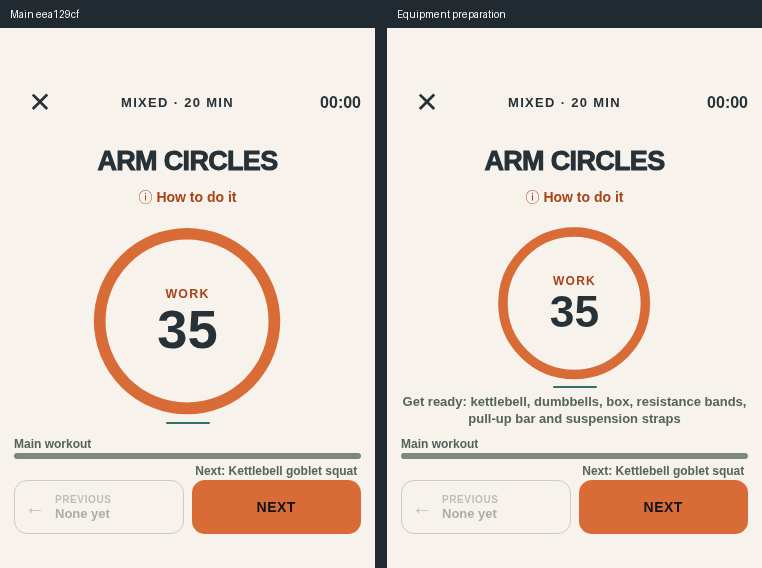 Main eea129cf
✕ MIXED · 20 MIN 00:00
ARM CIRCLES
ⓘ How to do it
WORK
35
Main workout
Next: Kettlebell goblet squat
← PREVIOUS
None yet
NEXT
Equipment preparation
✕ MIXED · 20 MIN 00:00
ARM CIRCLES
ⓘ How to do it
WORK
35
Get ready: kettlebell, dumbbells, box, resistance bands,
pull-up bar and suspension straps
Main workout
Next: Kettlebell goblet squat
← PREVIOUS
None yet
NEXT